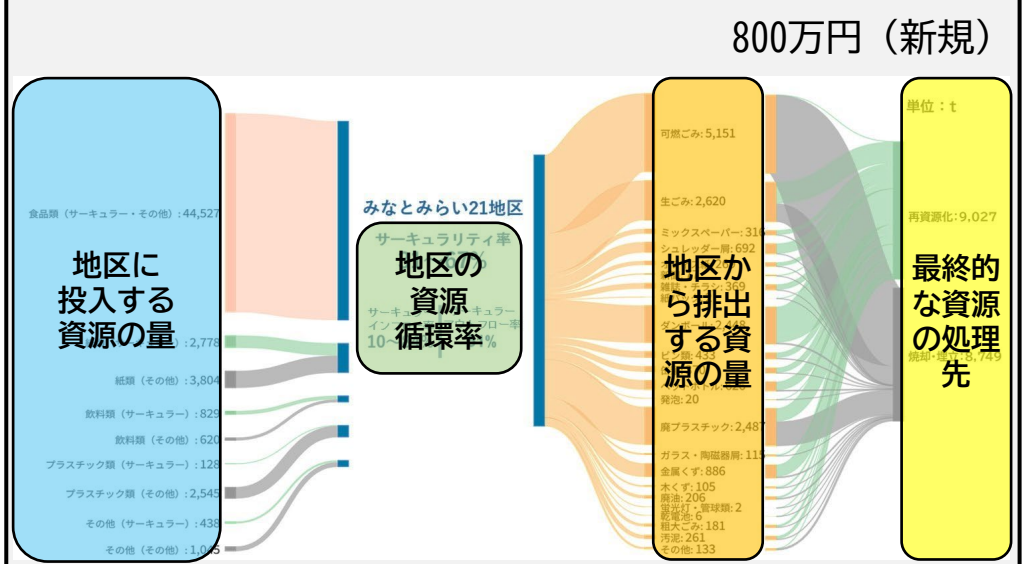 800万円（新規）
単位：t
食品類（サーキュラー・その他）: 44,527
: 2,778
紙類（その他）: 3,804
飲料類（サーキュラー）: 829
飲料類（その他）: 620
プラスチック類（サーキュラー）: 128
プラスチック類（その他）: 2,545
その他（サーキュラー）: 438
その他（その他）: 1,045
地区に
投入する
資源の量
みなとみらい21地区
サーキュラリティ率
地区の
資源
循環率
可燃ごみ: 5,151
生ごみ: 2,620
ミックスペーパー: 316
シュレッダー屑: 692
雑誌・チラシ: 369
ダンボール: 2,448
ビン類: 433
発泡: 20
廃プラスチック: 2,487
ガラス・陶磁器屑: 115
金属くず: 886
木くず: 105
廃油: 206
蛍光灯・管球類: 2
乾電池: 6
粗大ごみ: 181
汚泥: 261
その他: 133
地区か
ら排出
する資
源の量
再資源化: 9,027
焼却・埋立: 8,749
最終的
な資源
の処理
先